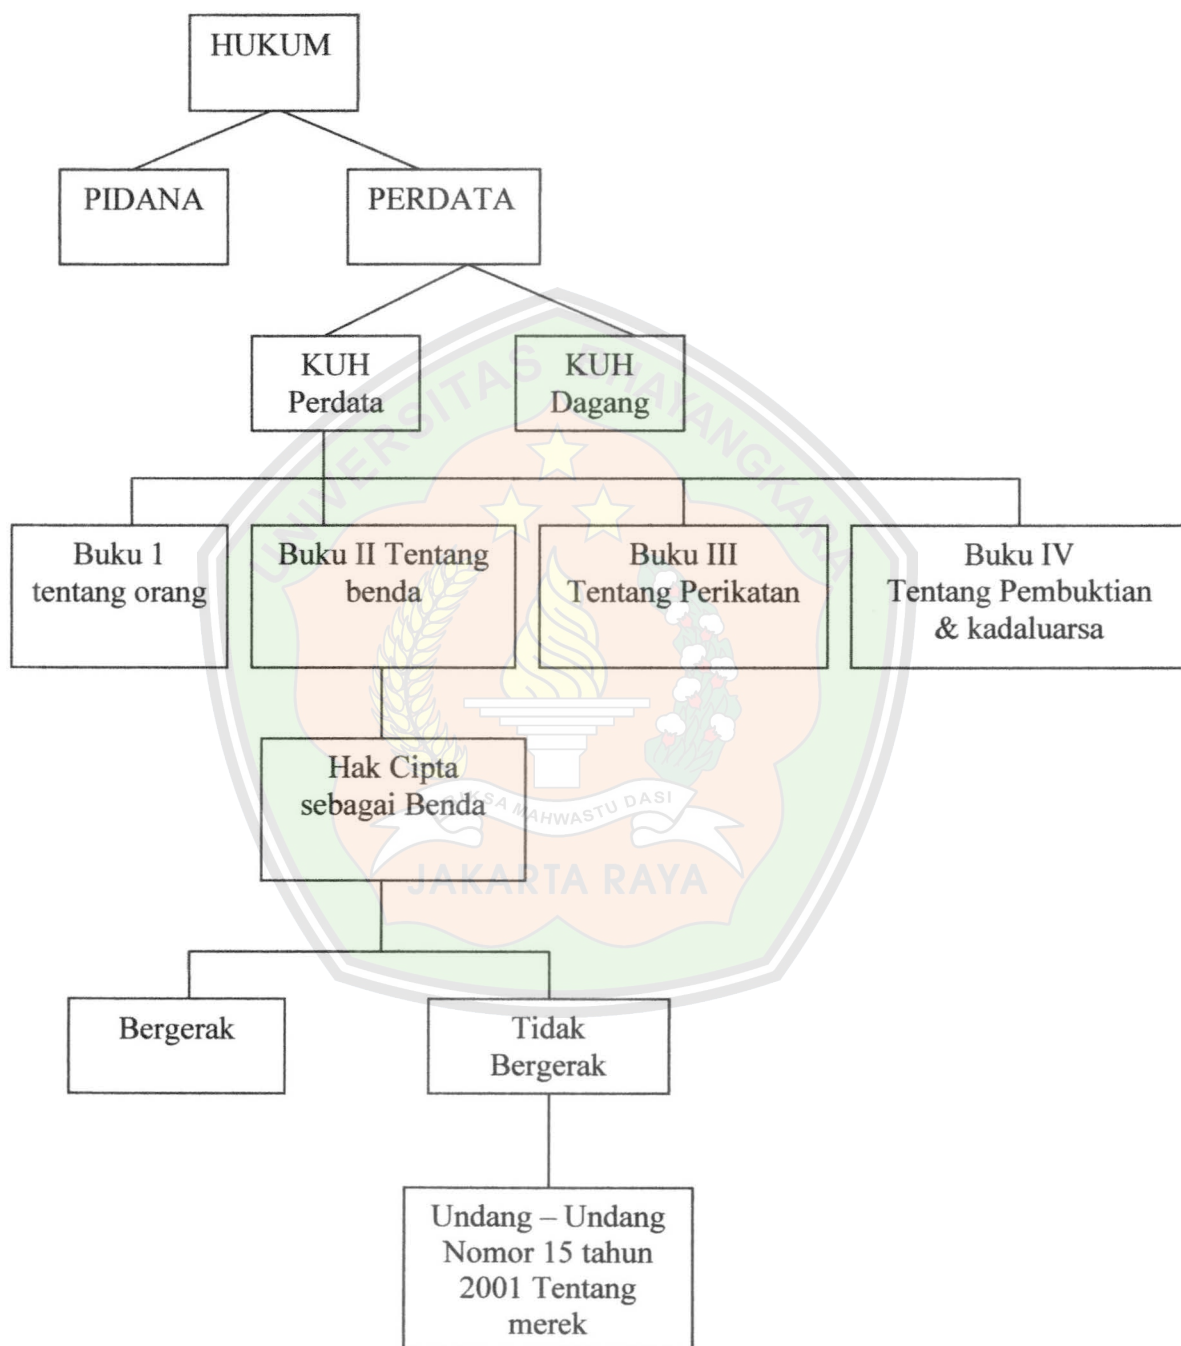 HUKUM
PIDANA
PERDATA
KUH
Perdata
KUH
Dagang
UNIVERSITAS BHAYANGKARA
Buku 1
tentang orang
Buku II Tentang
benda
Buku III
Tentang Perikatan
Buku IV
Tentang Pembuktian
& kadaluarsa
Hak Cipta
sebagai Benda
MAHWASTU DASI
JAKARTA RAYA
Bergerak
Tidak
Bergerak
Undang – Undang
Nomor 15 tahun
2001 Tentang
merek